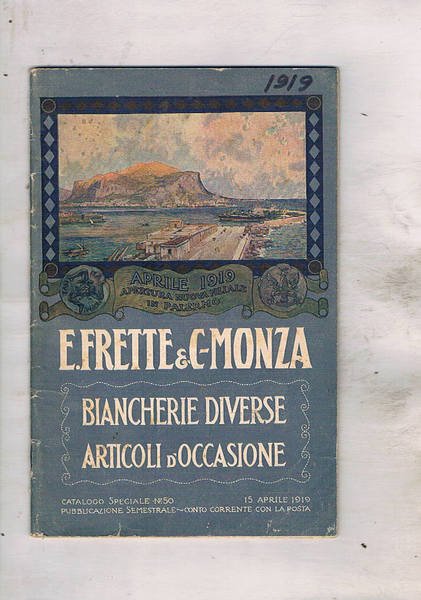 1919
APRILE 1919
APERTURA NUOVA FILIALE
IN PALERMO
E. FRETTE & C-MONZA
BIANCHERIE DIVERSE
ARTICOLI D'OCCASIONE
CATALOGO SPECIALE Nº 50 15 APRILE 1919
PUBBLICAZIONE SEMESTRALE ~ CONTO CORRENTE CON LA POSTA